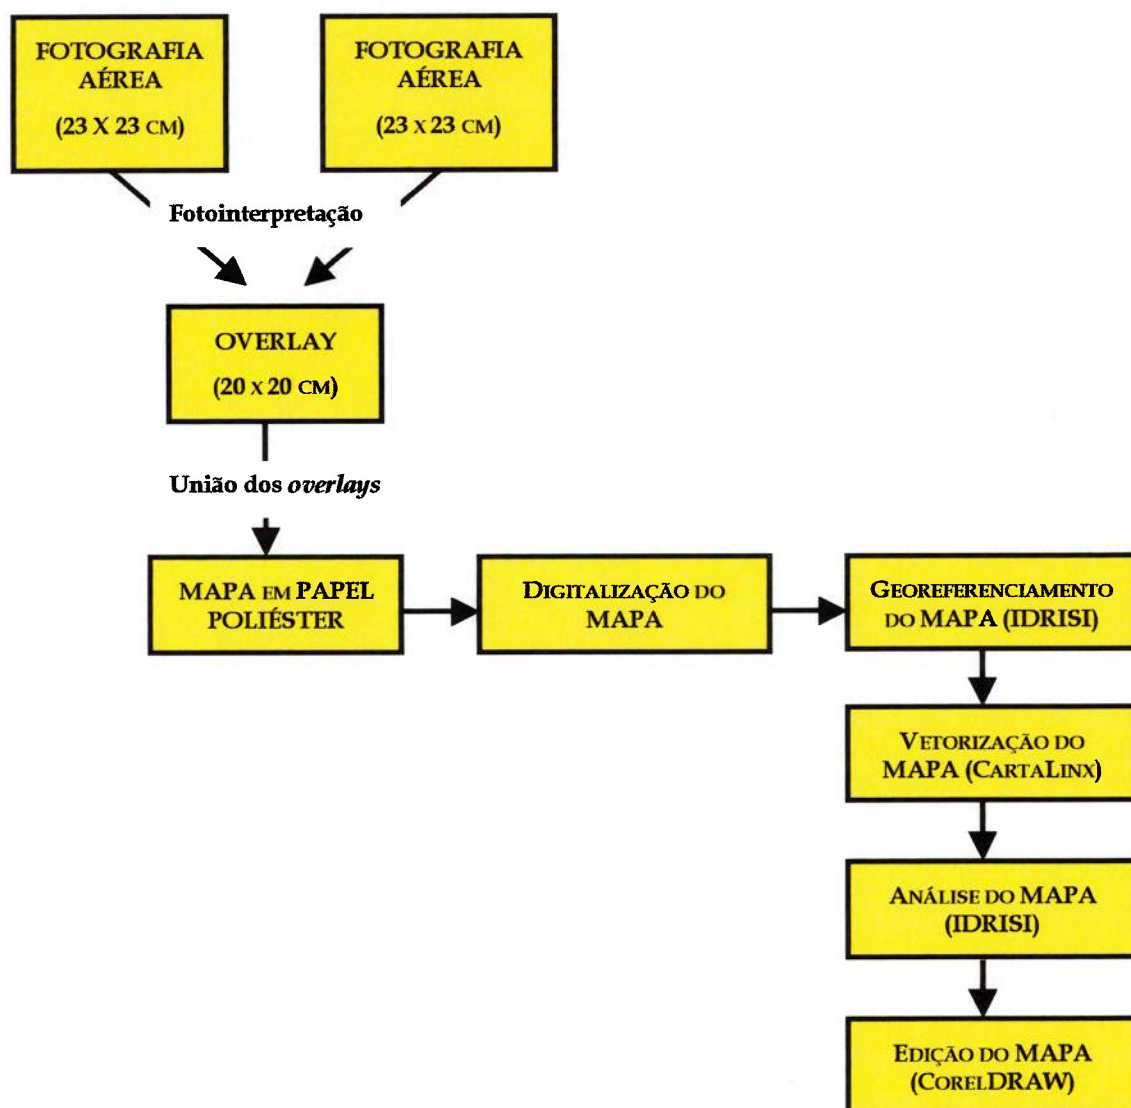 FOTOGRAFIA
AÉREA
(23 X 23 CM)
FOTOGRAFIA
AÉREA
(23 X 23 CM)
Fotointerpretação
OVERLAY
(20 X 20 CM)
União dos overlays
MAPA EM PAPEL
POLIÉSTER
DIGITALIZAÇÃO DO
MAPA
GEOREFERENCIAMENTO
DO MAPA (IDRISI)
VETORIZAÇÃO DO
MAPA (CARTALINX)
ANÁLISE DO MAPA
(IDRISI)
EDIÇÃO DO MAPA
(CORELDRAW)